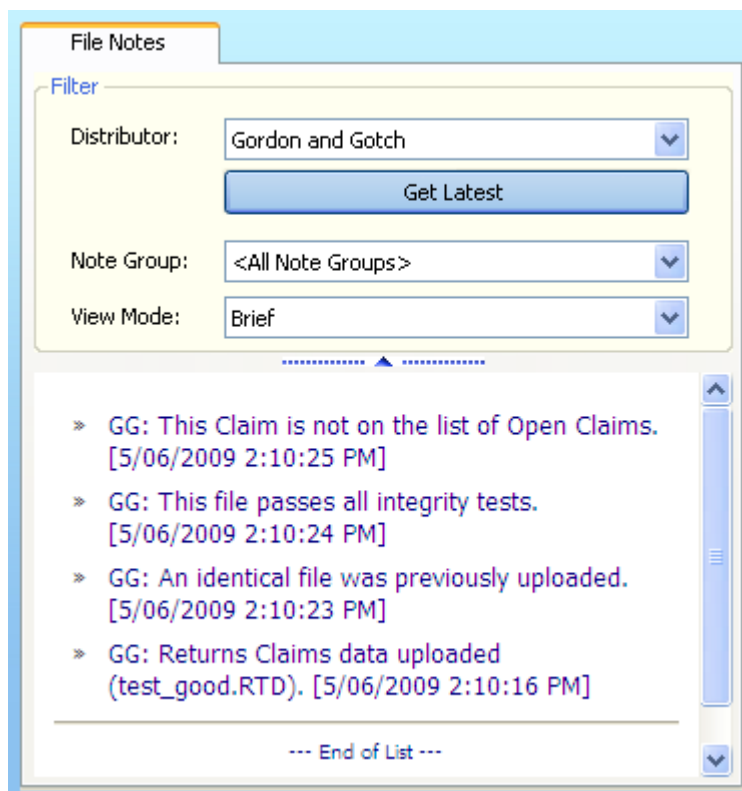 File Notes
Filter
Distributor:
Gordon and Gotch
Get Latest
Note Group:
<All Note Groups>
View Mode:
Brief
» GG: This Claim is not on the list of Open Claims.
[5/06/2009 2:10:25 PM]
» GG: This file passes all integrity tests.
[5/06/2009 2:10:24 PM]
» GG: An identical file was previously uploaded.
[5/06/2009 2:10:23 PM]
» GG: Returns Claims data uploaded
(test_good.RTD). [5/06/2009 2:10:16 PM]
--- End of List ---